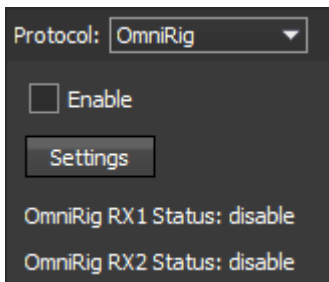 Protocol: OmniRig
Enable
Settings
OmniRig RX1 Status: disable
OmniRig RX2 Status: disable